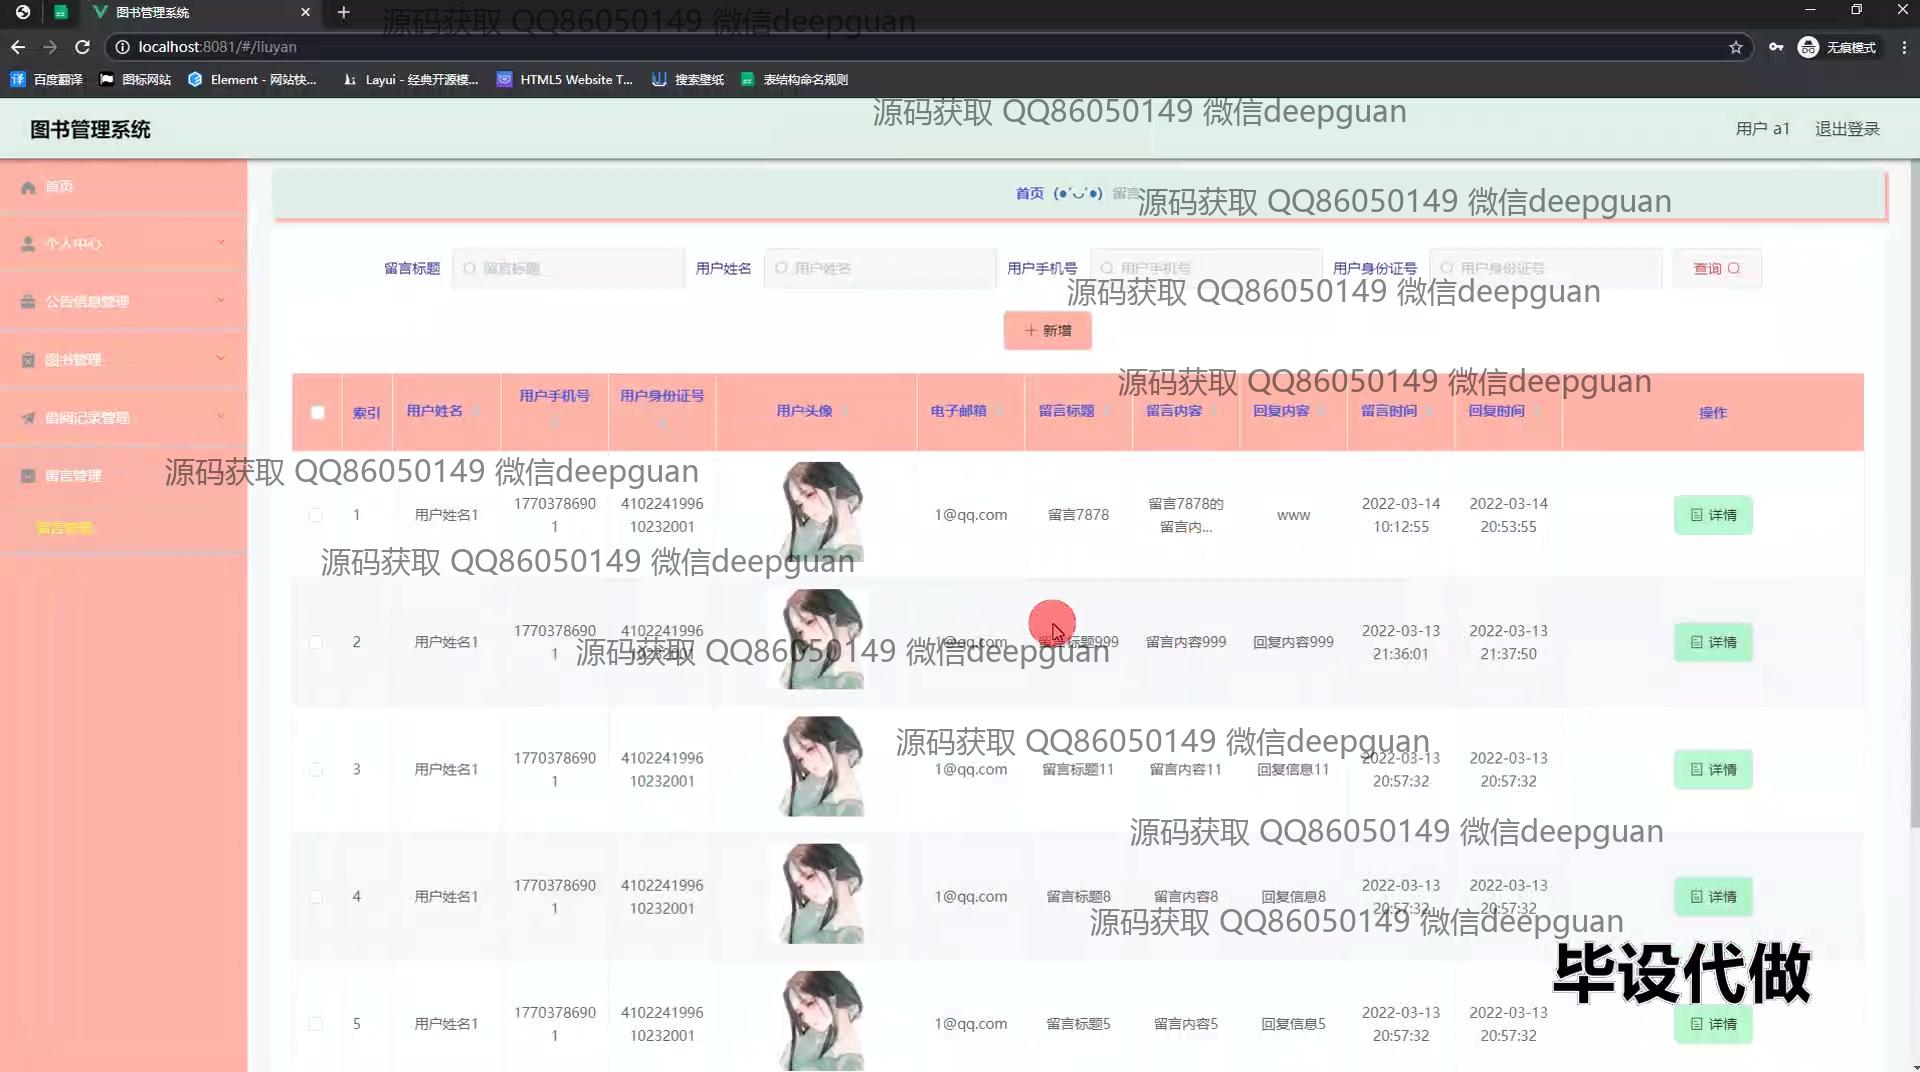 图书管理系统
源码获取 QQ86050149 微信deepguan
localhost:8081/#/liuyan
无痕模式
百度翻译 图标网站 Element - 网站快... Layui - 经典开源模... HTML5 Website T... 搜索壁纸 表结构命名规则
源码获取 QQ86050149 微信deepguan
图书管理系统
用户 a1 退出登录
首页
个人中心
公告信息管理
图书管理
借阅记录管理
留言管理
留言管理
首页 (●'◡'●) 留言
源码获取 QQ86050149 微信deepguan
留言标题 留言标题 用户姓名 用户姓名 用户手机号 用户手机号 用户身份证号 用户身份证号 查询
源码获取 QQ86050149 微信deepguan
+ 新增
源码获取 QQ86050149 微信deepguan
索引 用户姓名 用户手机号 用户身份证号 用户头像 电子邮箱 留言标题 留言内容 回复内容 留言时间 回复时间 操作
源码获取 QQ86050149 微信deepguan
1 用户姓名1 1770378690 4102241996 1@qq.com 留言7878 留言7878的 www 2022-03-14 2022-03-14 详情
1 10232001 留言内... 10:12:55 20:53:55
源码获取 QQ86050149 微信deepguan
2 用户姓名1 1770378690 4102241996 1@qq.com 留言标题999 留言内容999 回复内容999 2022-03-13 2022-03-13 详情
1 10232001 21:36:01 21:37:50
源码获取 QQ86050149 微信deepguan
源码获取 QQ86050149 微信deepguan
3 用户姓名1 1770378690 4102241996 1@qq.com 留言标题11 留言内容11 回复信息11 2022-03-13 2022-03-13 详情
1 10232001 20:57:32 20:57:32
源码获取 QQ86050149 微信deepguan
4 用户姓名1 1770378690 4102241996 1@qq.com 留言标题8 留言内容8 回复信息8 2022-03-13 2022-03-13 详情
1 10232001 20:57:32 20:57:32
源码获取 QQ86050149 微信deepguan
毕设代做
5 用户姓名1 1770378690 4102241996 1@qq.com 留言标题5 留言内容5 回复信息5 2022-03-13 2022-03-13 详情
1 10232001 20:57:32 20:57:32